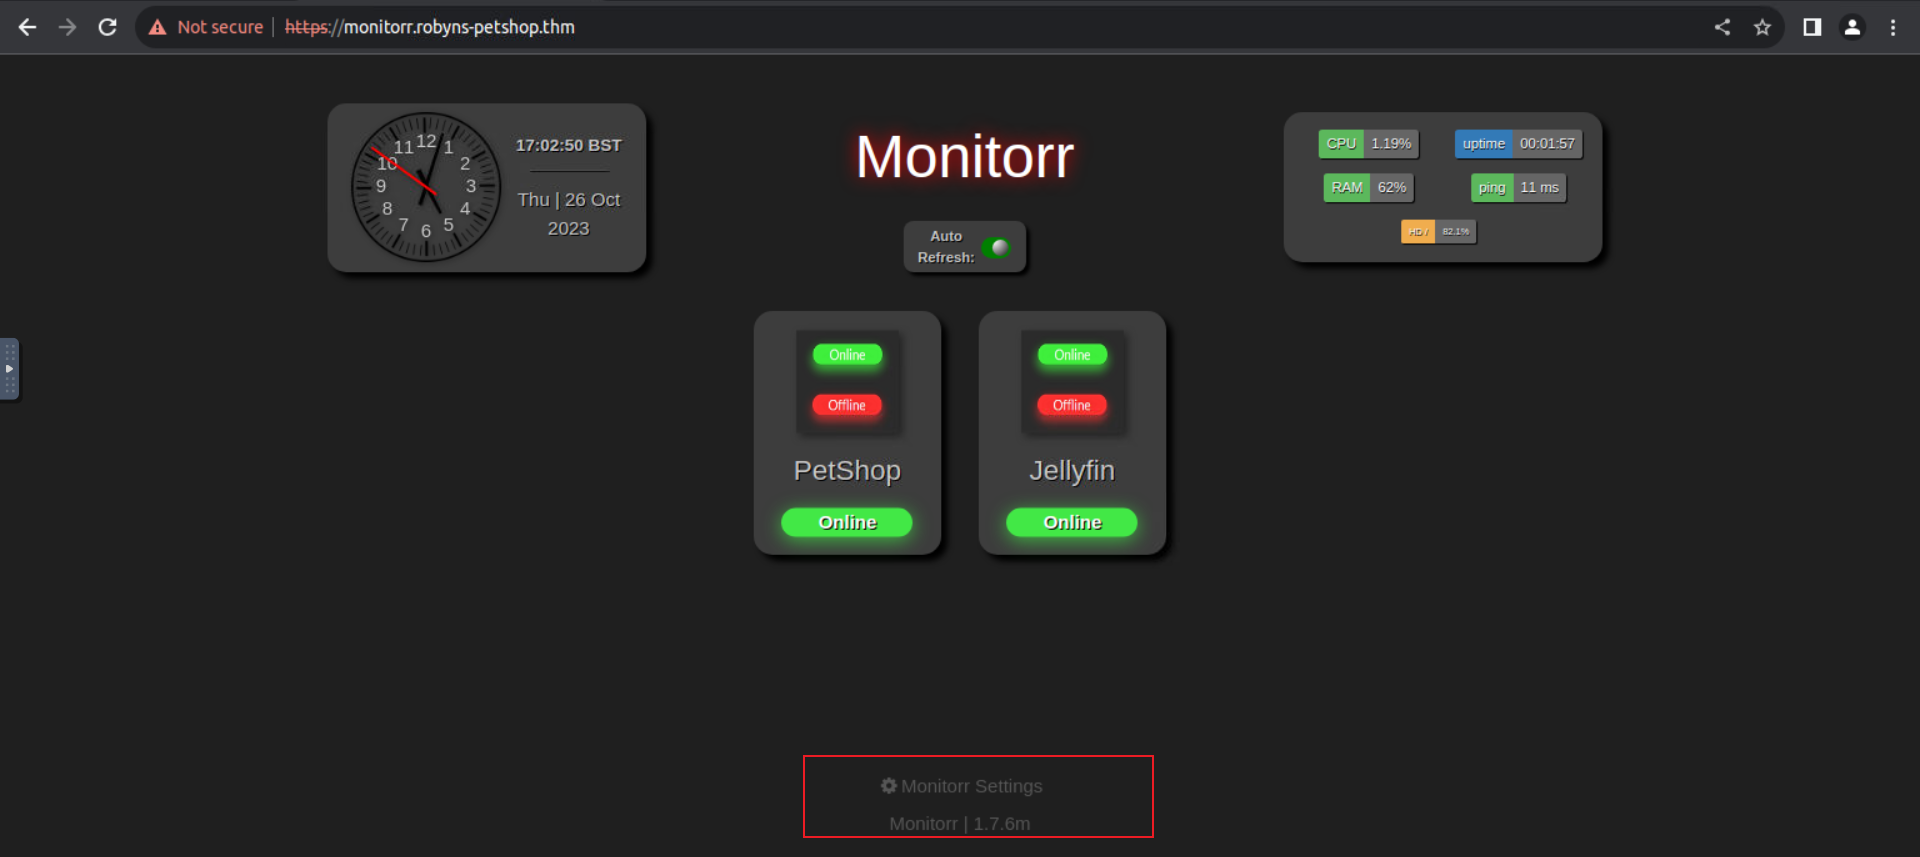 Not secure | https://monitorr.robyns-petshop.thm
12
1
2
3
4
5
6
7
8
9
10
11
17:02:50 BST
Thu | 26 Oct
2023
Monitorr
Auto
Refresh:
CPU 1.19%
uptime 00:01:57
RAM 62%
ping 11 ms
HD / 82.1%
Online
Offline
PetShop
Online
Online
Offline
Jellyfin
Online
Monitorr Settings
Monitorr | 1.7.6m